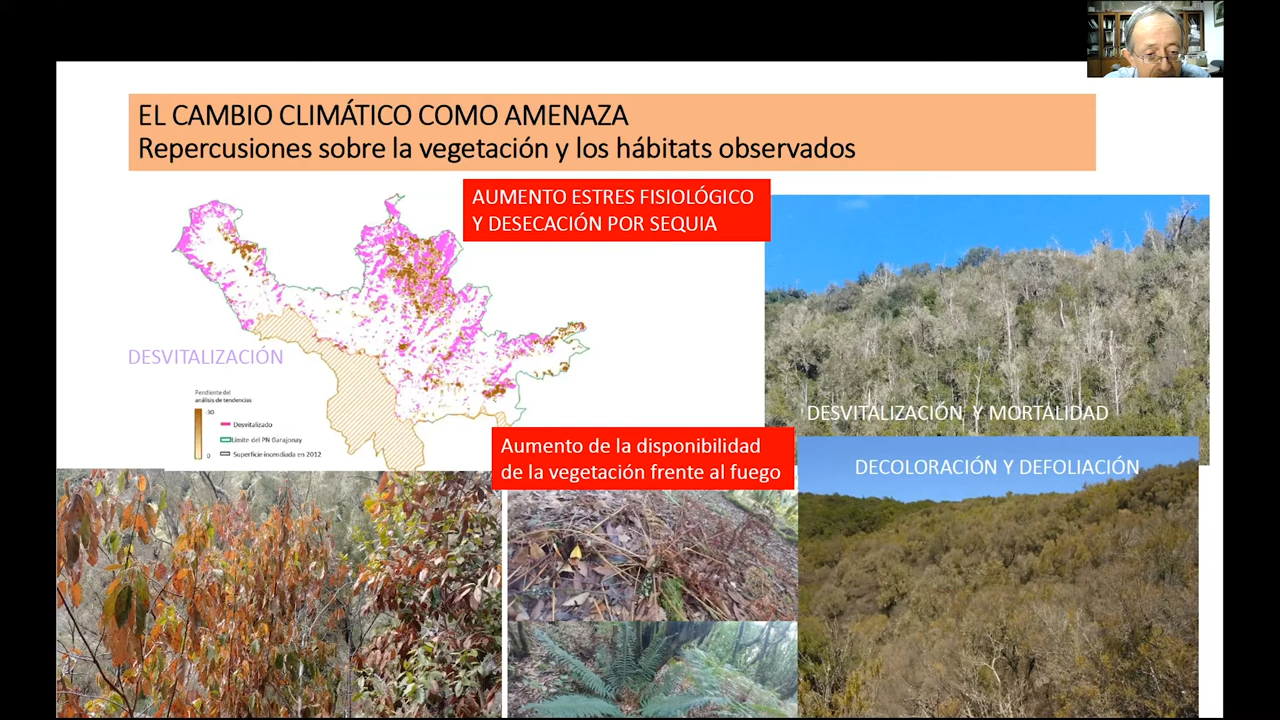 EL CAMBIO CLIMÁTICO COMO AMENAZA
Repercusiones sobre la vegetación y los hábitats observados
AUMENTO ESTRES FISIOLÓGICO
Y DESECACIÓN POR SEQUIA
DESVITALIZACIÓN
Pendiente del
análisis de tendencias
30
0
Desvitalizado
Límite del PN Garajonay
Superficie incendiada en 2012
DESVITALIZACIÓN Y MORTALIDAD
Aumento de la disponibilidad
de la vegetación frente al fuego
DECOLORACIÓN Y DEFOLIACIÓN